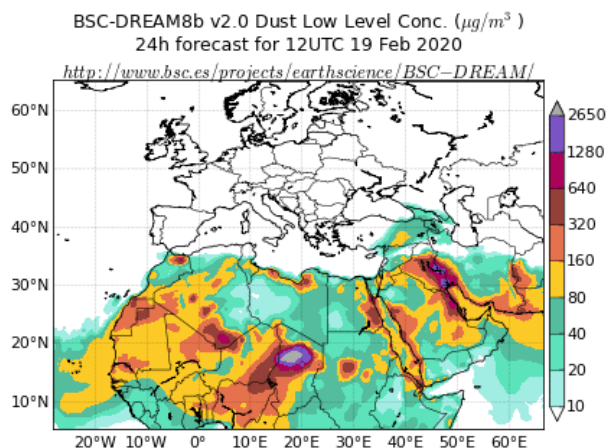 BSC-DREAM8b v2.0 Dust Low Level Conc. (μg/m³ )
24h forecast for 12UTC 19 Feb 2020
http://www.bsc.es/projects/earthscience/BSC−DREAM/
60°N
50°N
40°N
30°N
20°N
10°N
20°W 10°W 0° 10°E 20°E 30°E 40°E 50°E 60°E
2650
1280
640
320
160
80
40
20
10